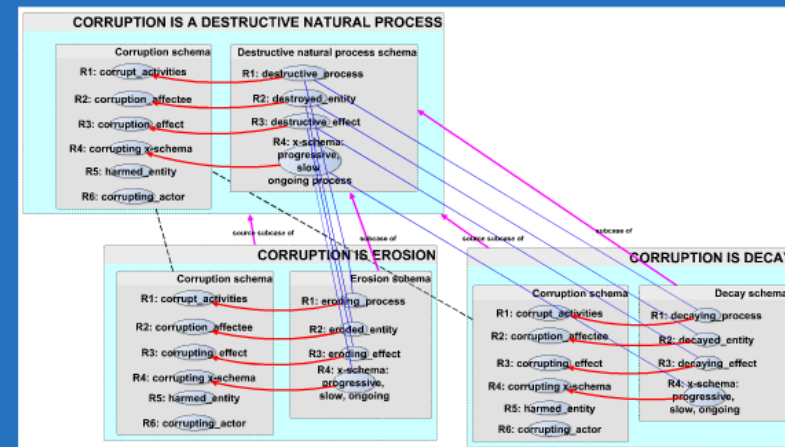 CORRUPTION IS A DESTRUCTIVE NATURAL PROCESS
Corruption schema
R1: corrupt_activities
R2: corruption_affectee
R3: corruption_effect
R4: corrupting x-schema
R5: harmed_entity
R6: corrupting_actor
Destructive natural process schema
R1: destructive_process
R2: destroyed_entity
R3: destructive_effect
R4: x-schema:
progressive,
slow
ongoing process
source subcase of
subcase of
source subcase of
subcase of
CORRUPTION IS EROSION
Corruption schema
R1: corrupt_activities
R2: corruption_affectee
R3: corrupting_effect
R4: corrupting x-schema
R5: harmed_entity
R6: corrupting_actor
Erosion schema
R1: eroding_process
R2: eroded_entity
R3: eroding_effect
R4: x-schema:
progressive,
slow, ongoing
CORRUPTION IS DECAY
Corruption schema
R1: corrupt_activities
R2: corruption_affectee
R3: corrupting_effect
R4: corrupting x-schema
R5: harmed_entity
R6: corrupting_actor
Decay schema
R1: decaying_process
R2: decayed_entity
R3: decaying_effect
R4: x-schema:
progressive,
slow, ongoing